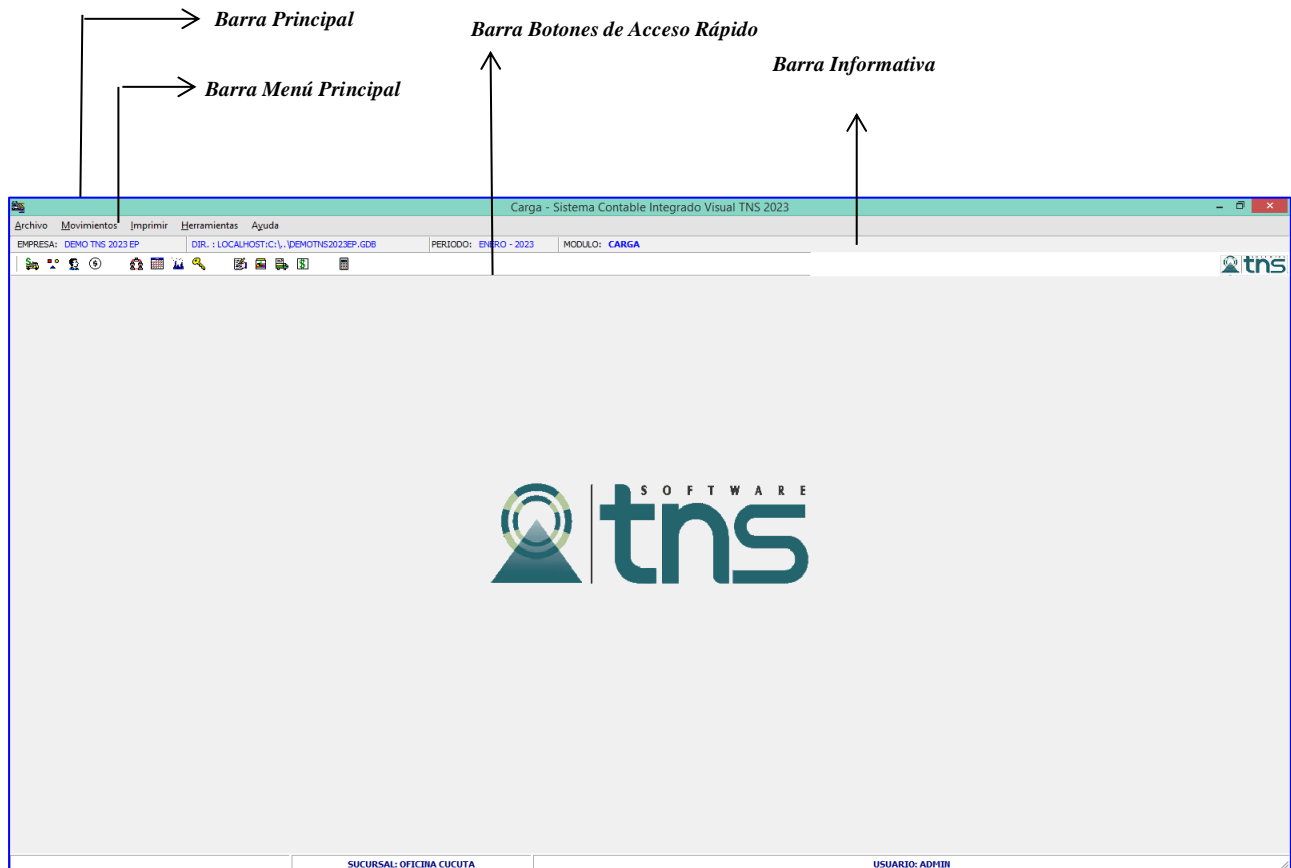 Barra Principal
Barra Botones de Acceso Rápido
Barra Informativa
Barra Menú Principal
Carga - Sistema Contable Integrado Visual TNS 2023
Archivo Movimientos Imprimir Herramientas Ayuda
EMPRESA: DEMO TNS 2023 EP DIR. : LOCALHOST:C:\..\DEMOTNS2023EP.GDB PERIODO: ENERO - 2023 MODULO: CARGA
tns
SOFTWARE
tns
SUCURSAL: OFICINA CUCUTA USUARIO: ADMIN